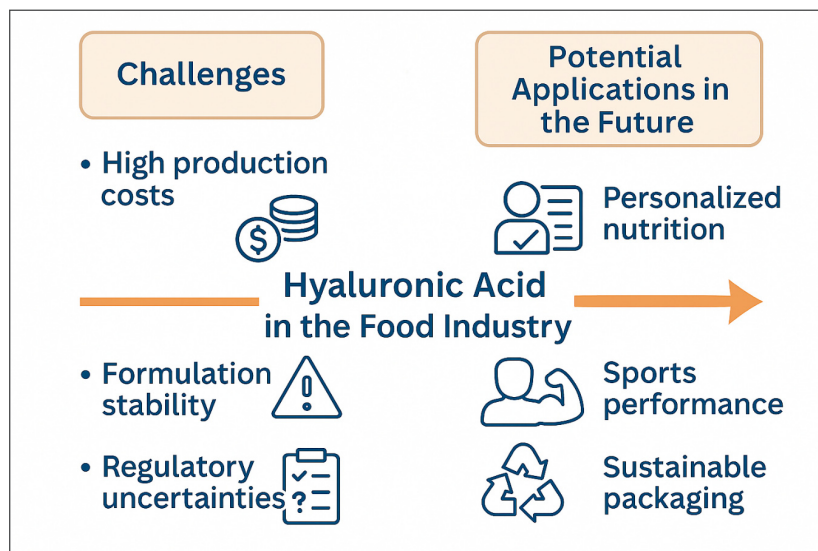 Challenges
• High production
costs
$
Potential
Applications in
the Future
Personalized
nutrition
Hyaluronic Acid
in the Food Industry
• Formulation
stability
!
• Regulatory
uncertainties
?
Sports
performance
Sustainable
packaging